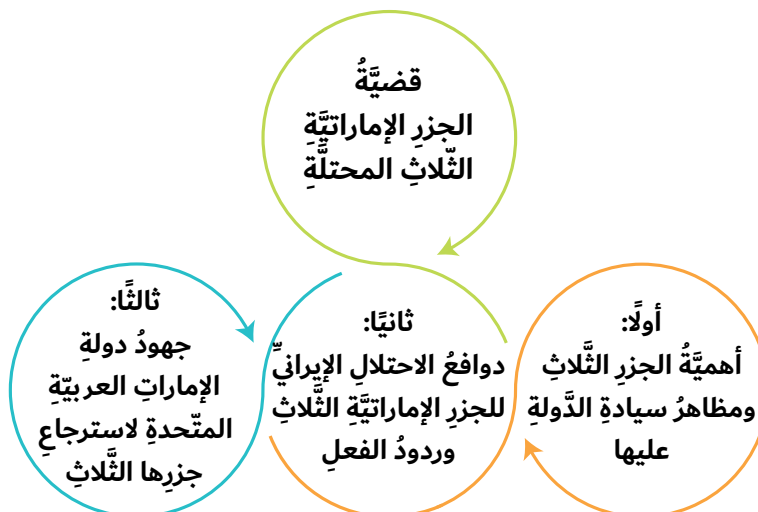 قضيَّةُ
الجزرِ الإماراتيَّةِ
الثّلاثِ المحتلَّةِ
أولًا:
أهميَّةُ الجزرِ الثَّلاثِ
ومظاهرُ سيادةِ الدَّولةِ
عليها
ثانيًا:
دوافعُ الاحتلالِ الإيرانيِّ
للجزرِ الإماراتيَّةِ الثَّلاثِ
وردودُ الفعلِ
ثالثًا:
جهودُ دولةِ
الإماراتِ العربيّةِ
المتّحدةِ لاسترجاعِ
جزرِها الثَّلاثِ